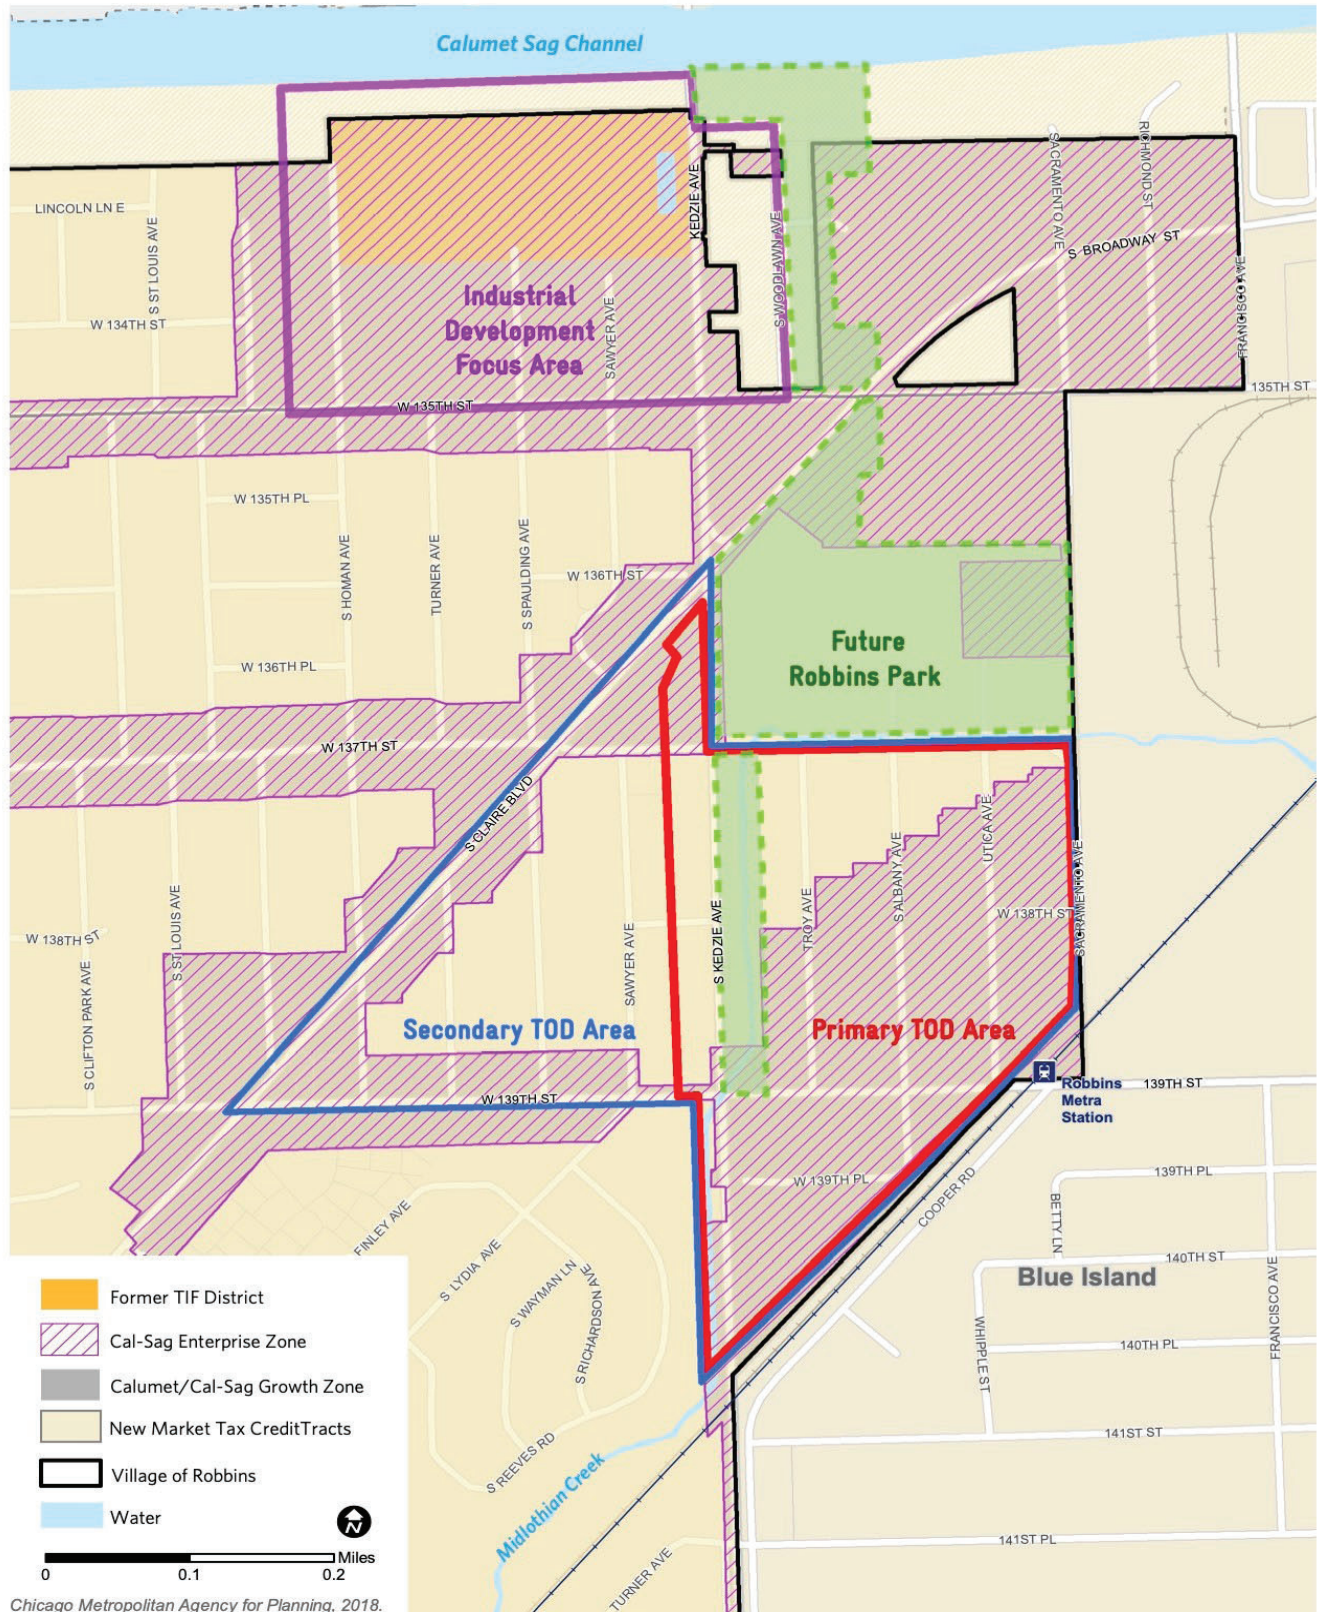 Calumet Sag Channel
LINCOLN LN E
S ST LOUIS AVE
W 134TH ST
KEDZIE AVE
S WOODLAWN AVE
SACRAMENTO AVE
RICHMOND ST
S BROADWAY ST
FRANCISCO AVE
Industrial
Development
Focus Area
SAWYER AVE
W 135TH ST
135TH ST
W 135TH PL
S HOMAN AVE
TURNER AVE
S SPAULDING AVE
W 136TH ST
W 136TH PL
Future
Robbins Park
W 137TH ST
S CLAIRE BLVD
UTICA AVE
S ALBANY AVE
TROY AVE
S KEDZIE AVE
SACRAMENTO AVE
W 138TH ST
W 138TH ST
S ST LOUIS AVE
S CLIFTON PARK AVE
SAWYER AVE
Secondary TOD Area
Primary TOD Area
W 139TH ST
139TH ST
Robbins
Metra
Station
W 139TH PL
139TH PL
COOPER RD
BETTY LN
140TH ST
Blue Island
FINLEY AVE
S LYDIA AVE
S WAYMAN LN
S RICHARDSON AVE
WHIPPLE ST
140TH PL
FRANCISCO AVE
S REEVES RD
Midlothian Creek
141ST ST
141ST PL
TURNER AVE
Former TIF District
Cal-Sag Enterprise Zone
Calumet/Cal-Sag Growth Zone
New Market Tax CreditTracts
Village of Robbins
Water
N
Miles
0
0.1
0.2
Chicago Metropolitan Agency for Planning, 2018.